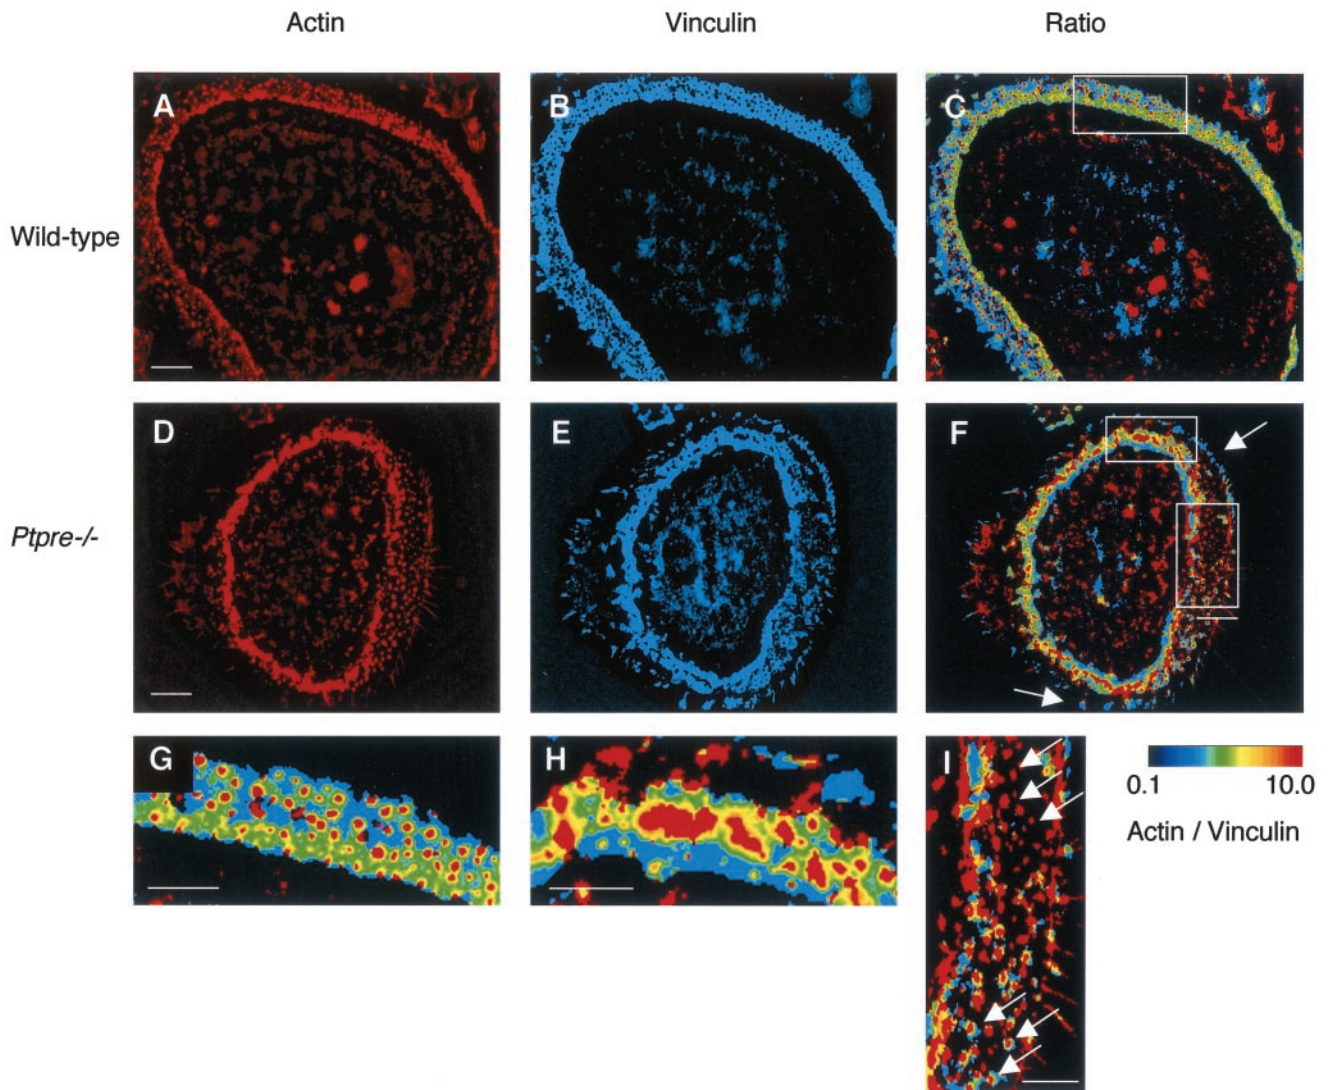 Actin Vinculin Ratio
Wild-type
A B C
Ptpre-/-
D E F
G H I
0.1 10.0
Actin / Vinculin